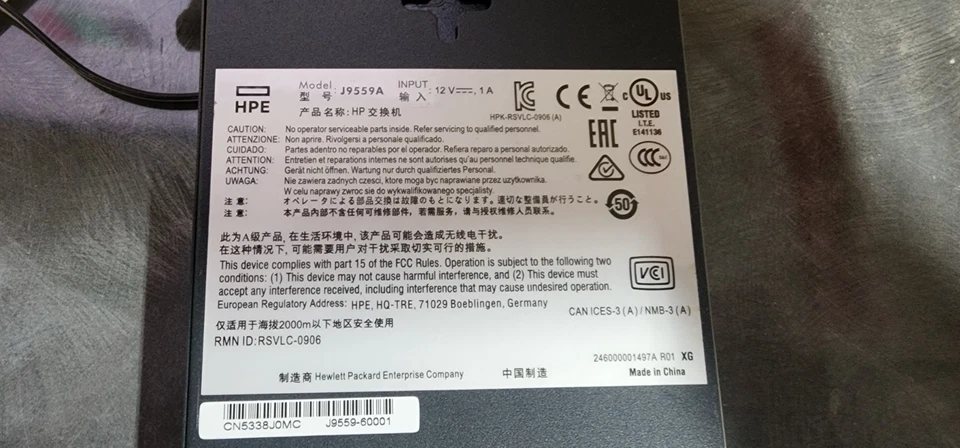 HPE
Model: J9559A INPUT 12V⎓, 1A
型 号 输 入
产品名称: HP 交换机
HPK-RSVLC-0906 (A)
c UL US
LISTED
I.T.E.
E141136
CAUTION: No operator serviceable parts inside. Refer servicing to qualified personnel.
ATTENZIONE: Non aprire. Rivolgersi a personale qualificado.
CUIDADO: Partes adentro no reparables por el operador. Refiera reparo a personal autorizado.
ATTENTION: Entretien et reparations internes ne sont autorises qu'au personnel technique qualifie.
ACHTUNG: Gerät nicht öffnen. Wartung nur durch qualifiziertes Personal.
UWAGA: Nie zawiera zadnych czesci, ktore moga byc naprawiane przez uzytkownika.
W celu naprawy zwroc sie do wykwalifikowanego specjalisty.
注 意: オペレータによる部品交換は故障のもとになります。適切な整備員が行うこと。
注 意: 本产品内部不含任何可维修部件，若需服务，请与授权维修人员联系。
CE
EAC
CCC
50
此为A级产品, 在生活环境中, 该产品可能会造成无线电干扰。
在这种情况下, 可能需要用户对干扰采取切实可行的措施。
This device complies with part 15 of the FCC Rules. Operation is subject to the following two
conditions: (1) This device may not cause harmful interference, and (2) This device must
accept any interference received, including interference that may cause undesired operation.
VCI
European Regulatory Address: HPE, HQ-TRE, 71029 Boeblingen, Germany
CAN ICES-3 (A) / NMB-3 (A)
仅适用于海拔2000m以下地区安全使用
RMN ID: RSVLC-0906
246000001497A R01 XG
制造商 Hewlett Packard Enterprise Company 中国制造 Made in China
CN5338J0MC J9559-60001